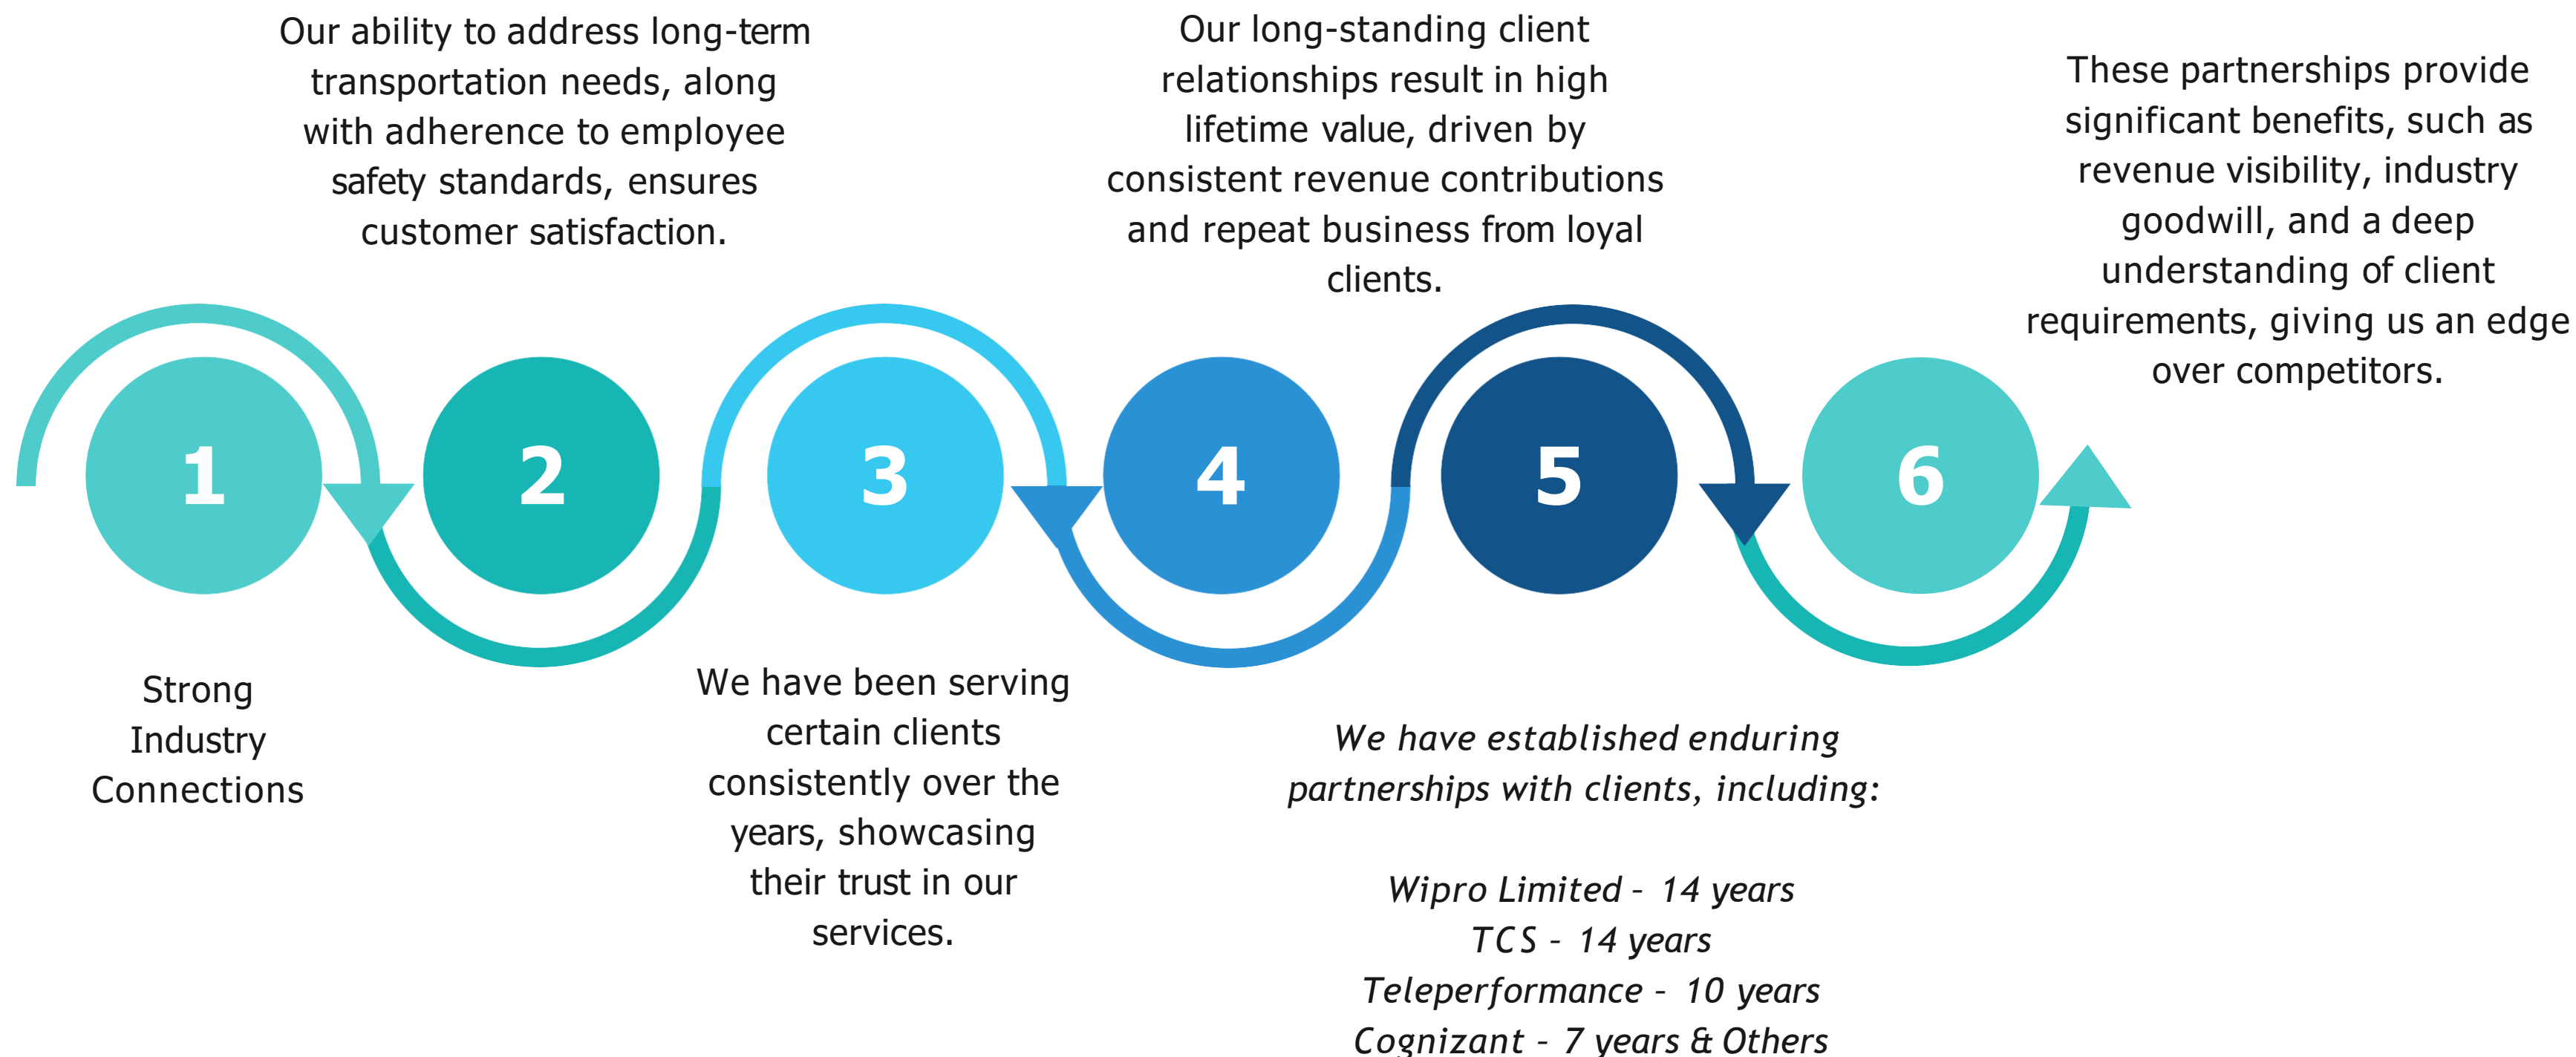 Our ability to address long-term
transportation needs, along
with adherence to employee
safety standards, ensures
customer satisfaction.
Our long-standing client
relationships result in high
lifetime value, driven by
consistent revenue contributions
and repeat business from loyal
clients.
These partnerships provide
significant benefits, such as
revenue visibility, industry
goodwill, and a deep
understanding of client
requirements, giving us an edge
over competitors.
1
2
3
4
5
6
Strong
Industry
Connections
We have been serving
certain clients
consistently over the
years, showcasing
their trust in our
services.
We have established enduring
partnerships with clients, including:
Wipro Limited – 14 years
TCS – 14 years
Teleperformance – 10 years
Cognizant – 7 years & Others